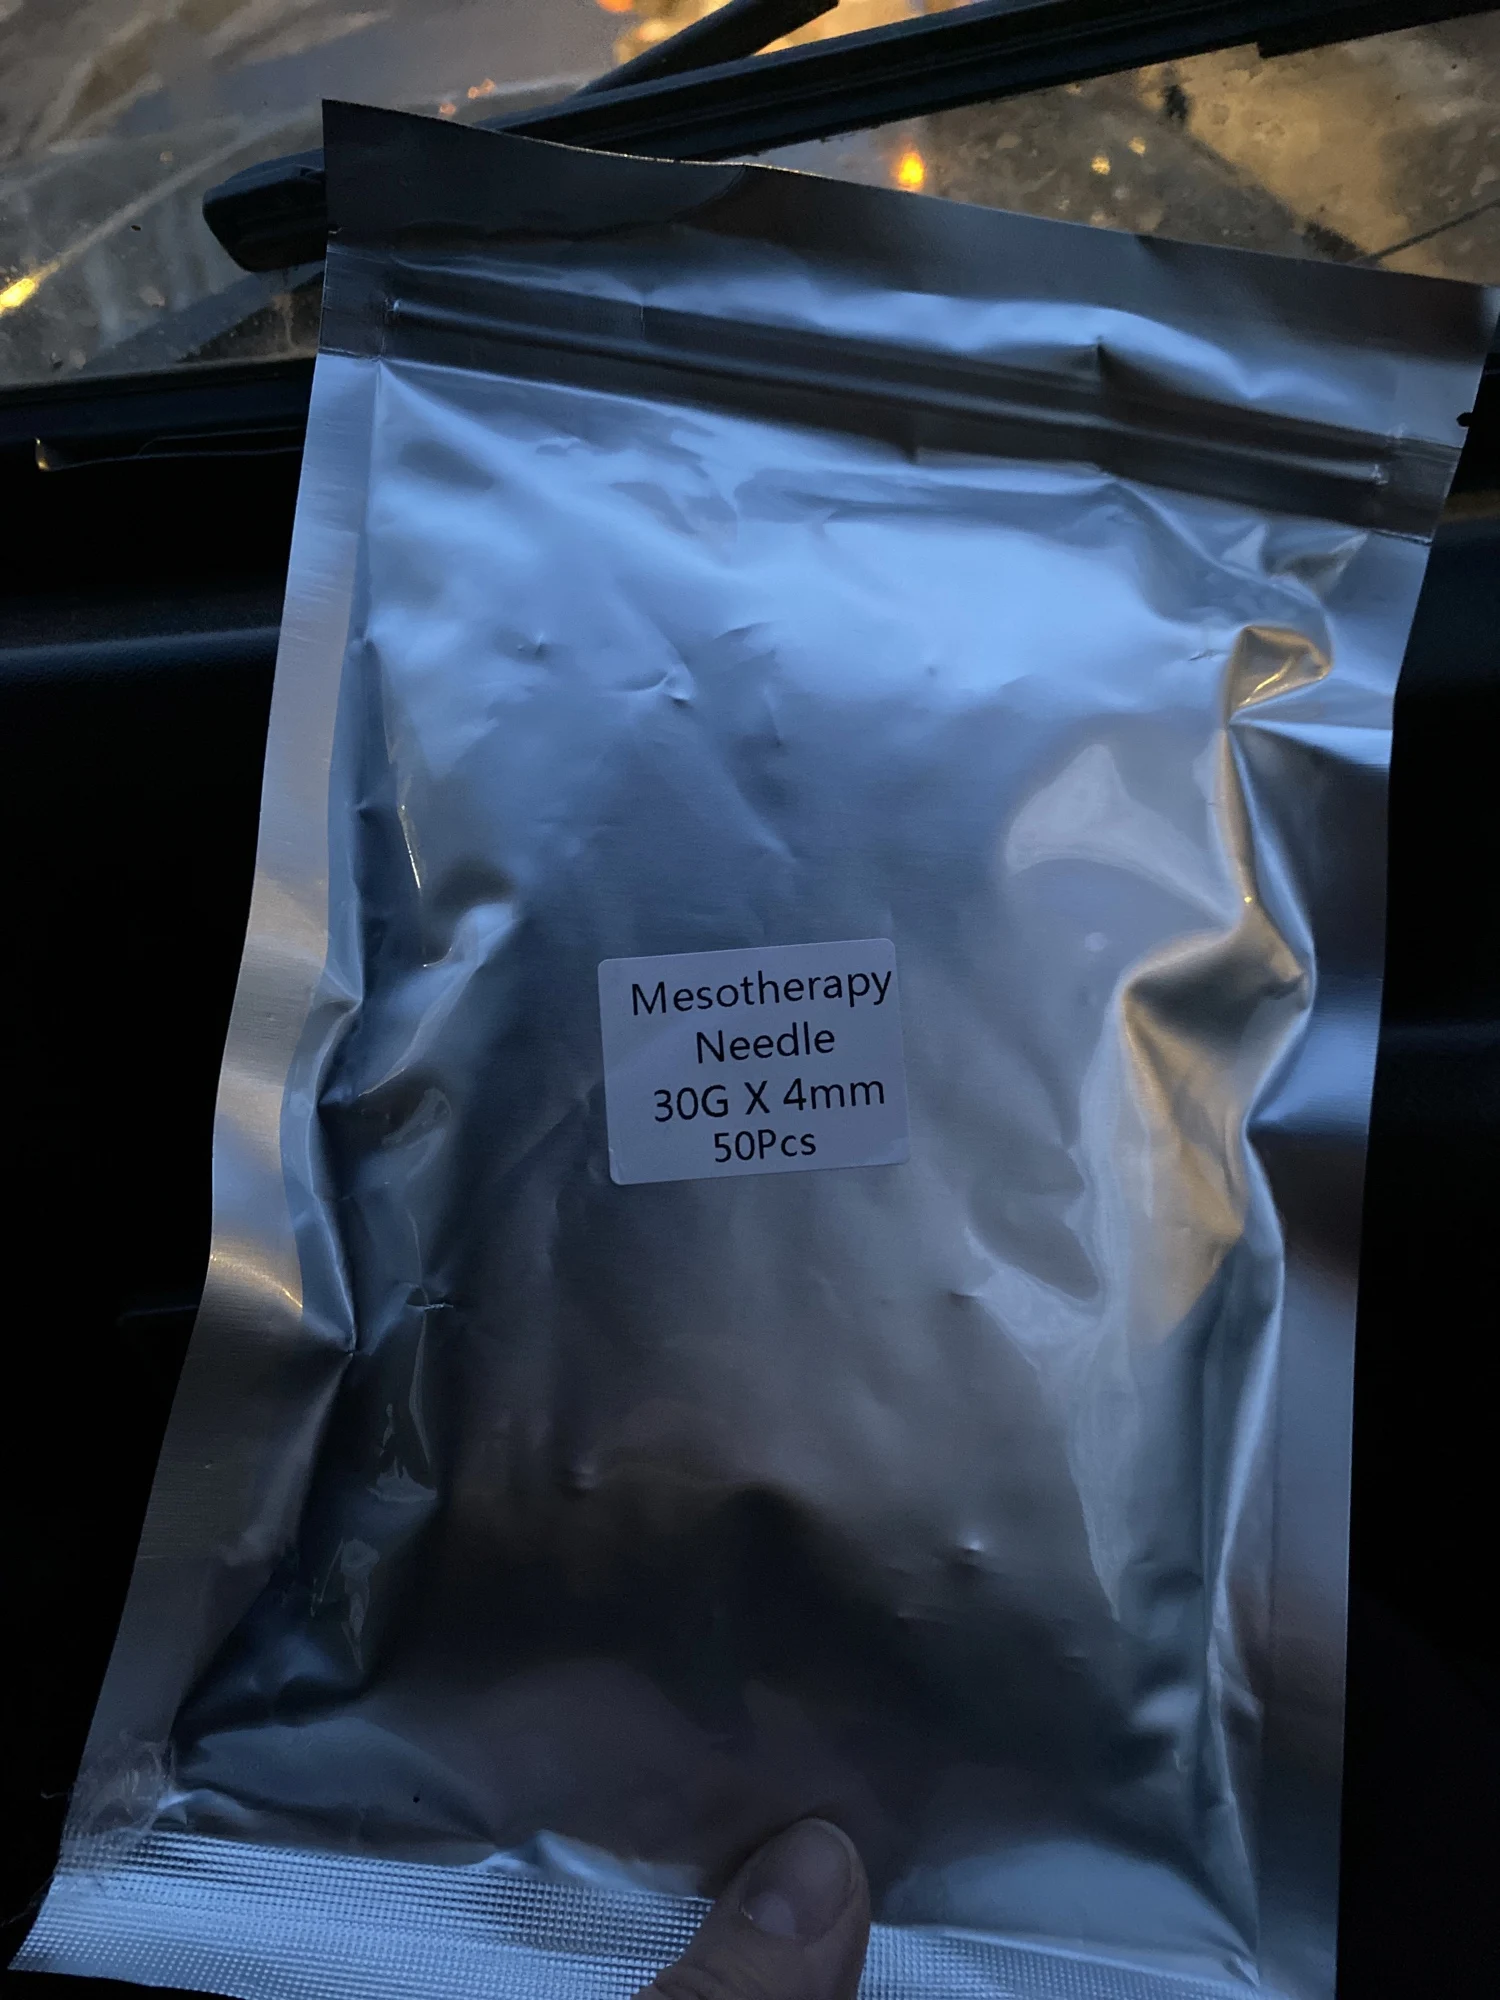 Mesotherapy
Needle
30G X 4mm
50Pcs